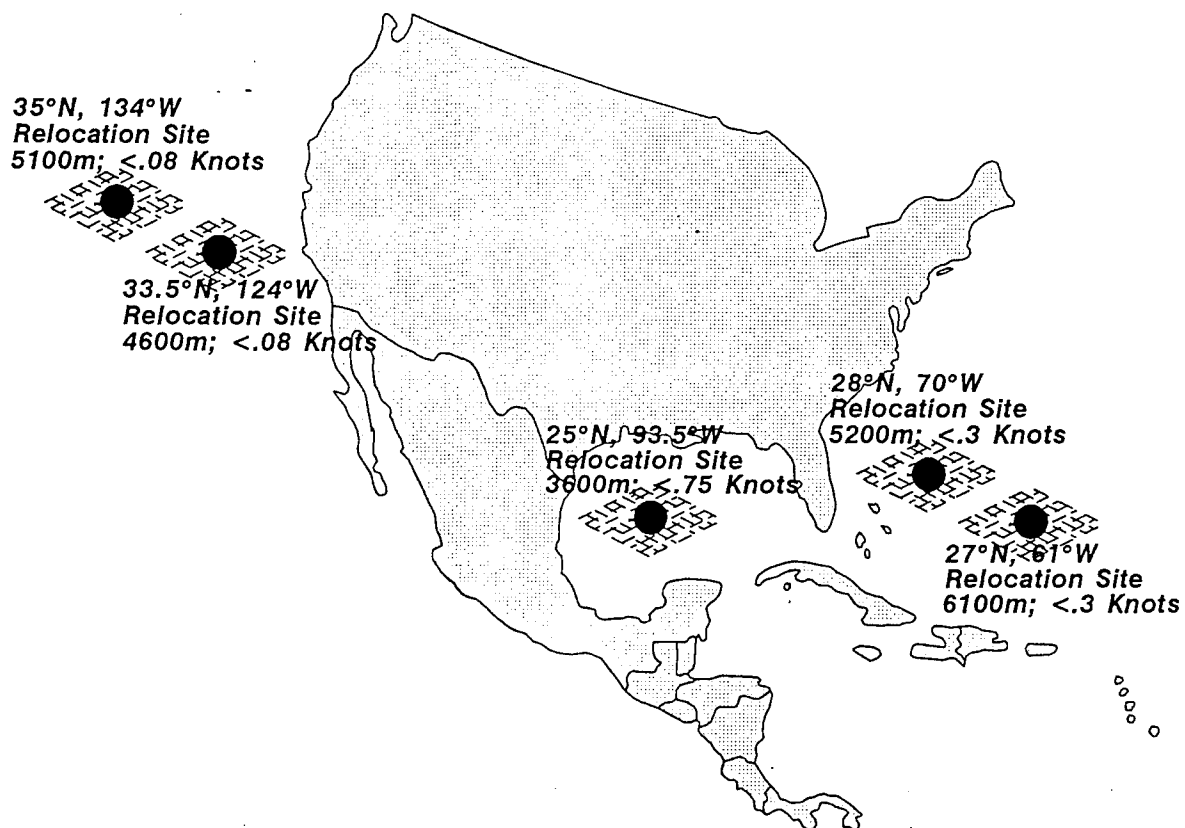 35°N, 134°W
Relocation Site
5100m; <.08 Knots
33.5°N, 124°W
Relocation Site
4600m; <.08 Knots
25°N, 93.5°W
Relocation Site
3600m; <.75 Knots
28°N, 70°W
Relocation Site
5200m; <.3 Knots
27°N, 61°W
Relocation Site
6100m; <.3 Knots